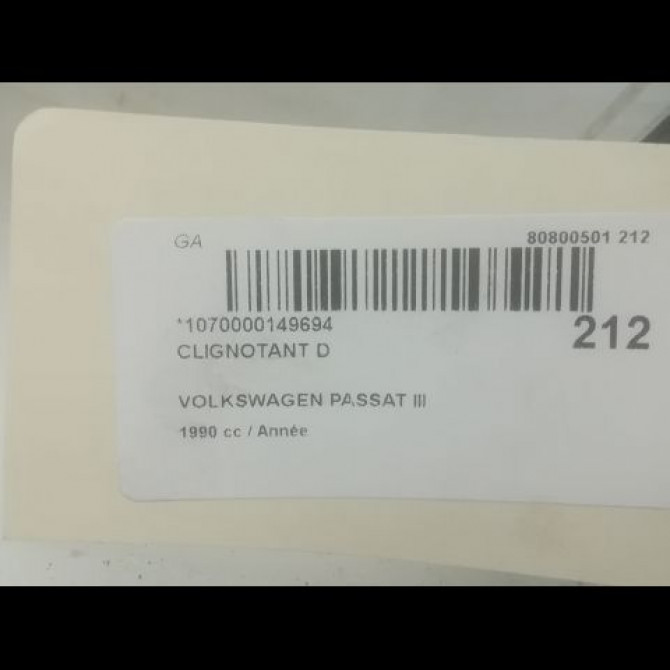 GA 80800501 212
*1070000149694 212
CLIGNOTANT D
VOLKSWAGEN PASSAT III
1990 cc / Année